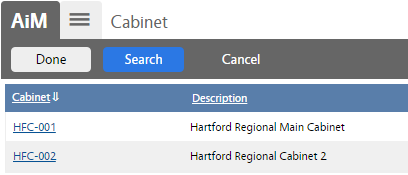 AiM Cabinet
Done Search Cancel
Cabinet⇓ Description
HFC-001 Hartford Regional Main Cabinet
HFC-002 Hartford Regional Cabinet 2